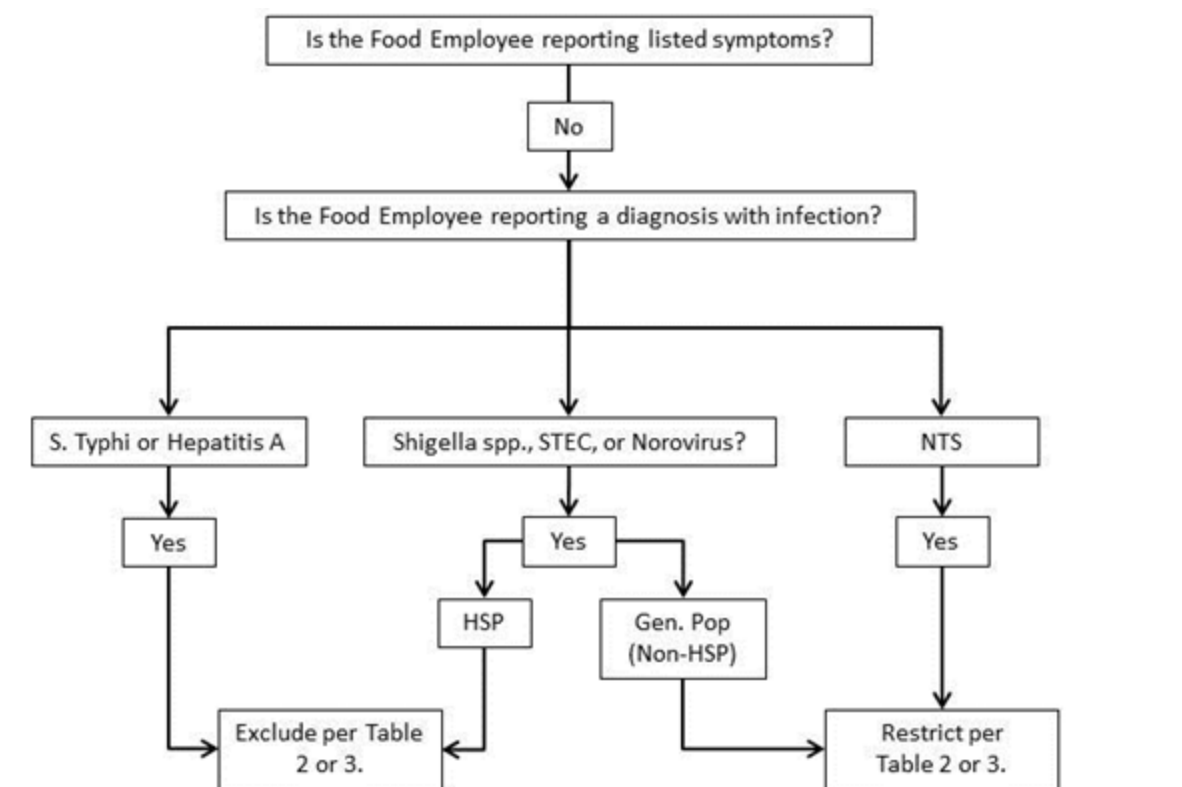 Is the Food Employee reporting listed symptoms?
No
Is the Food Employee reporting a diagnosis with infection?
S. Typhi or Hepatitis A
Shigella spp., STEC, or Norovirus?
NTS
Yes
Yes
Yes
HSP
Gen. Pop
(Non-HSP)
Exclude per Table
2 or 3.
Restrict per
Table 2 or 3.